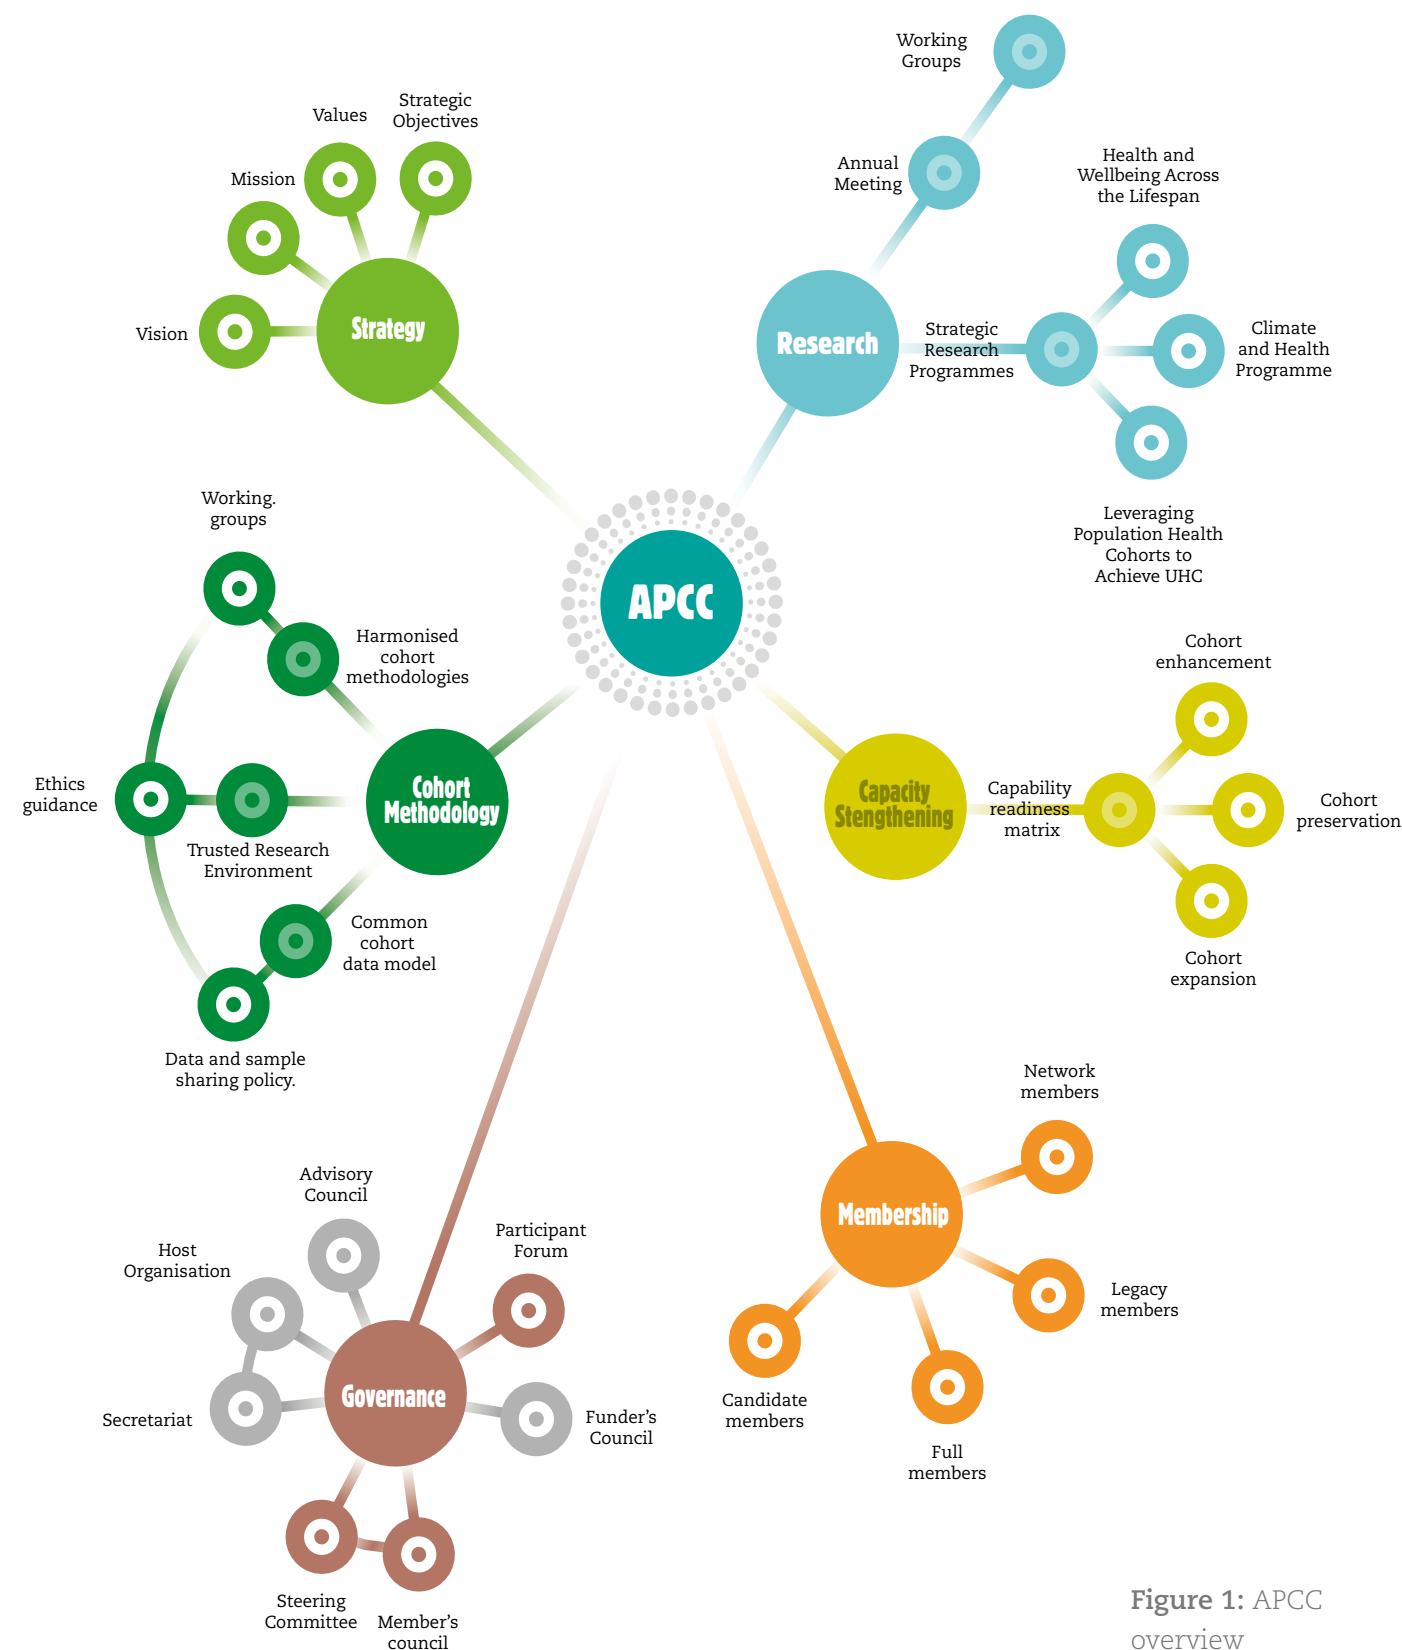 Working
Groups
Annual
Meeting
Health and
Wellbeing Across
the Lifespan
Strategic
Research
Programmes
Climate
and Health
Programme
Leveraging
Population Health
Cohorts to
Achieve UHC
Research
Values
Strategic
Objectives
Mission
Vision
Strategy
APCC
Working.
groups
Harmonised
cohort
methodologies
Ethics
guidance
Trusted Research
Environment
Cohort
Methodology
Common
cohort
data model
Data and sample
sharing policy.
Cohort
enhancement
Capacity
Stengthening
Capability
readiness
matrix
Cohort
preservation
Cohort
expansion
Network
members
Membership
Legacy
members
Candidate
members
Full
members
Advisory
Council
Participant
Forum
Host
Organisation
Governance
Secretariat
Funder's
Council
Steering
Committee
Member's
council
Figure 1: APCC
overview